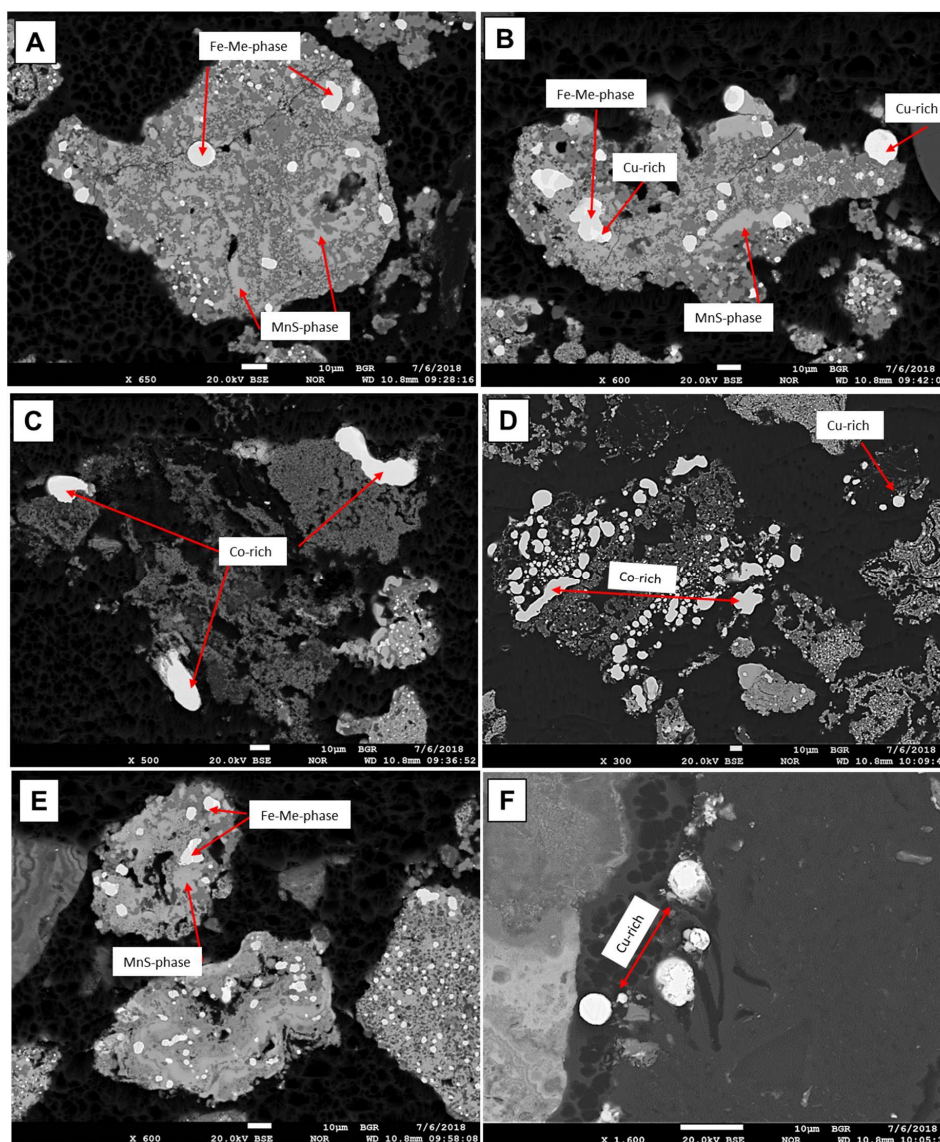 A
Fe-Me-phase
MnS-phase
10µm BGR 7/6/2018
X 650 20.0kV BSE NOR WD 10.8mm 09:28:16
B
Fe-Me-phase
Cu-rich
Cu-rich
MnS-phase
10µm BGR 7/6/2018
X 600 20.0kV BSE NOR WD 10.8mm 09:42:0
C
Co-rich
10µm BGR 7/6/2018
X 500 20.0kV BSE NOR WD 10.8mm 09:36:52
D
Cu-rich
Co-rich
10µm BGR 7/6/2018
X 300 20.0kV BSE NOR WD 10.8mm 10:09:4
E
Fe-Me-phase
MnS-phase
10µm BGR 7/6/2018
X 600 20.0kV BSE NOR WD 10.8mm 09:58:08
F
Cu-rich
10µm BGR 7/6/2018
X 1,600 20.0kV BSE NOR WD 10.8mm 10:05: